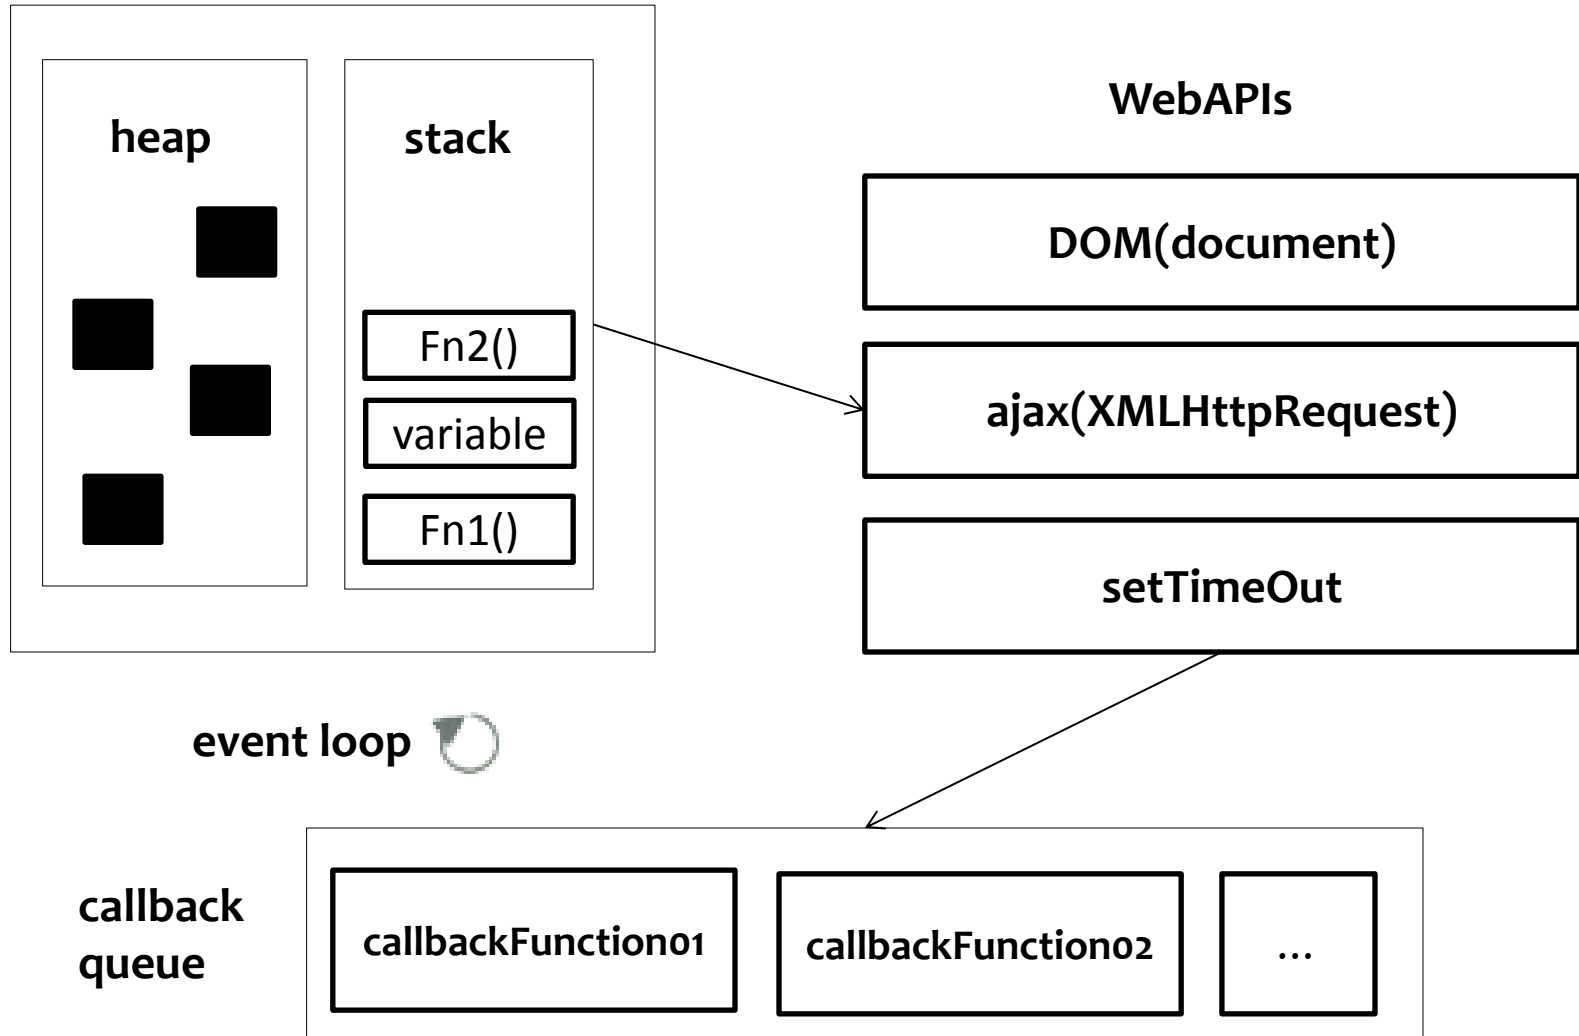 heap
stack
Fn2()
variable
Fn1()
WebAPIs
DOM(document)
ajax(XMLHttpRequest)
setTimeOut
event loop
callback
queue
callbackFunction01
callbackFunction02
...